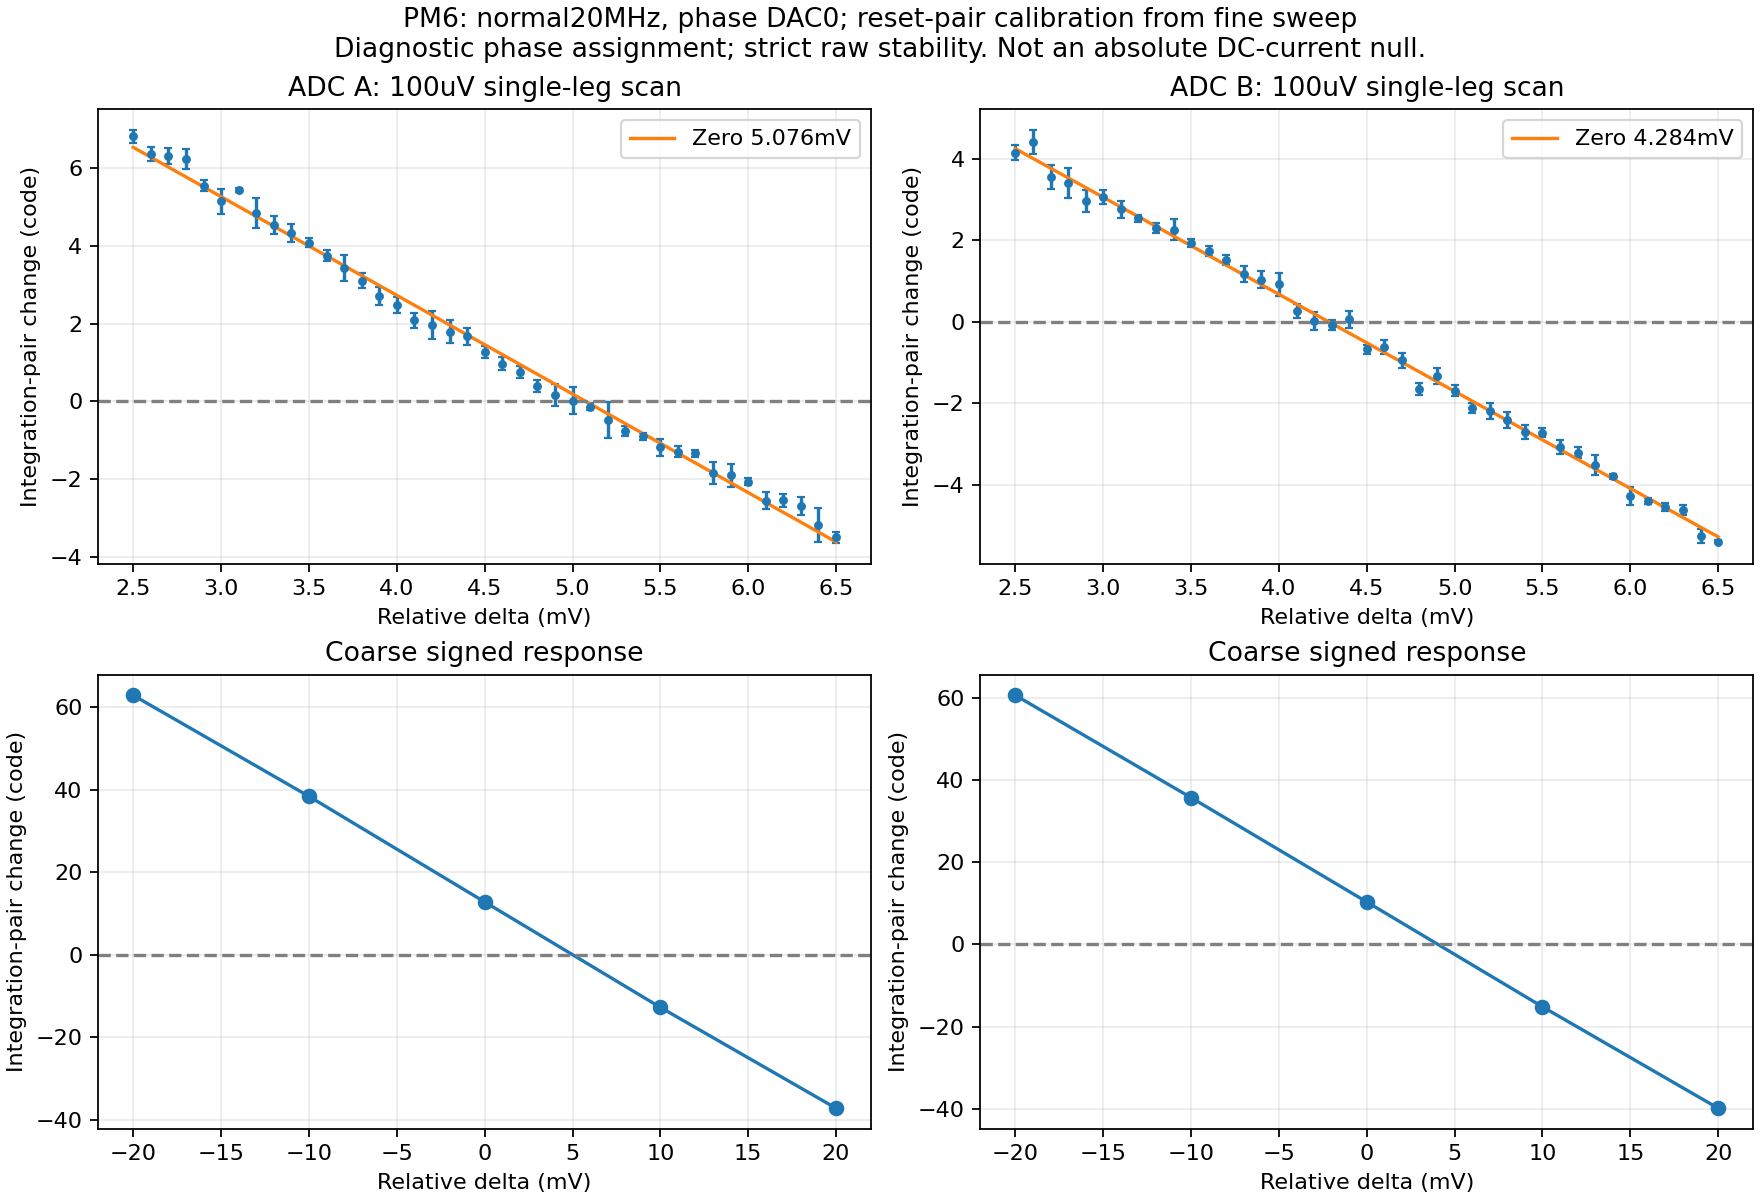 PM6: normal20MHz, phase DAC0; reset-pair calibration from fine sweep
Diagnostic phase assignment; strict raw stability. Not an absolute DC-current null.
ADC A: 100uV single-leg scan
Zero 5.076mV
Integration-pair change (code)
6
4
2
0
−2
−4
2.5 3.0 3.5 4.0 4.5 5.0 5.5 6.0 6.5
Relative delta (mV)
ADC B: 100uV single-leg scan
Zero 4.284mV
Integration-pair change (code)
4
2
0
−2
−4
2.5 3.0 3.5 4.0 4.5 5.0 5.5 6.0 6.5
Relative delta (mV)
Coarse signed response
Integration-pair change (code)
60
40
20
0
−20
−40
−20 −15 −10 −5 0 5 10 15 20
Relative delta (mV)
Coarse signed response
Integration-pair change (code)
60
40
20
0
−20
−40
−20 −15 −10 −5 0 5 10 15 20
Relative delta (mV)